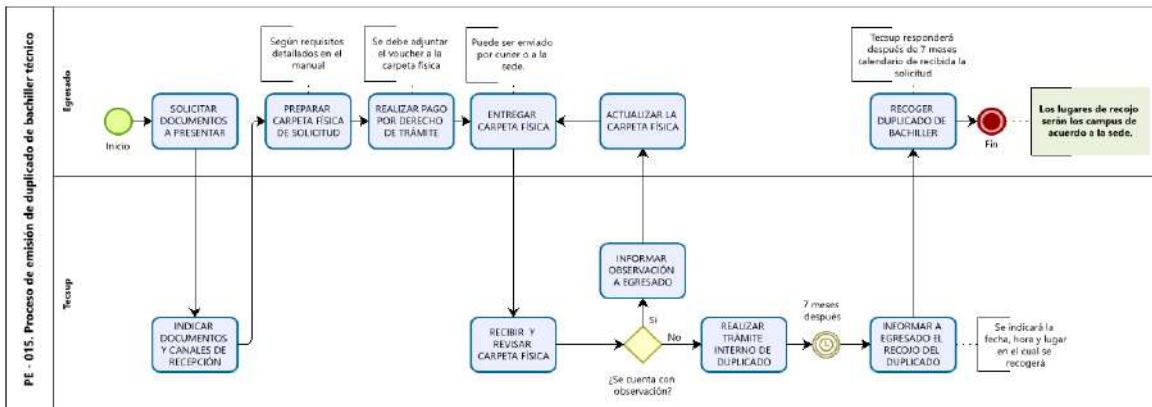 PE - 015. Proceso de emisión de duplicado de bachiller técnico
Egresado
Tecsup
Inicio
SOLICITAR
DOCUMENTOS
A PRESENTAR
Según requisitos
detallados en el
manual
PREPARAR
CARPETA FÍSICA
DE SOLICITUD
Se debe adjuntar
el voucher a la
carpeta física
REALIZAR PAGO
POR DERECHO
DE TRÁMITE
Puede ser enviado
por curier o a la
sede.
ENTREGAR
CARPETA FÍSICA
ACTUALIZAR LA
CARPETA FÍSICA
Tecsup responderá
después de 7 meses
calendario de recibida la
solicitud
RECOGER
DUPLICADO DE
BACHILLER
Fin
Los lugares de recojo
serán los campus de
acuerdo a la sede.
INDICAR
DOCUMENTOS
Y CANALES DE
RECEPCIÓN
RECIBIR Y
REVISAR
CARPETA FÍSICA
INFORMAR
OBSERVACIÓN
A EGRESADO
Si
No
¿Se cuenta con
observación?
REALIZAR
TRÁMITE
INTERNO DE
DUPLICADO
7 meses
después
INFORMAR A
EGRESADO EL
RECOJO DEL
DUPLICADO
Se indicará la
fecha, hora y lugar
en el cual se
recogerá